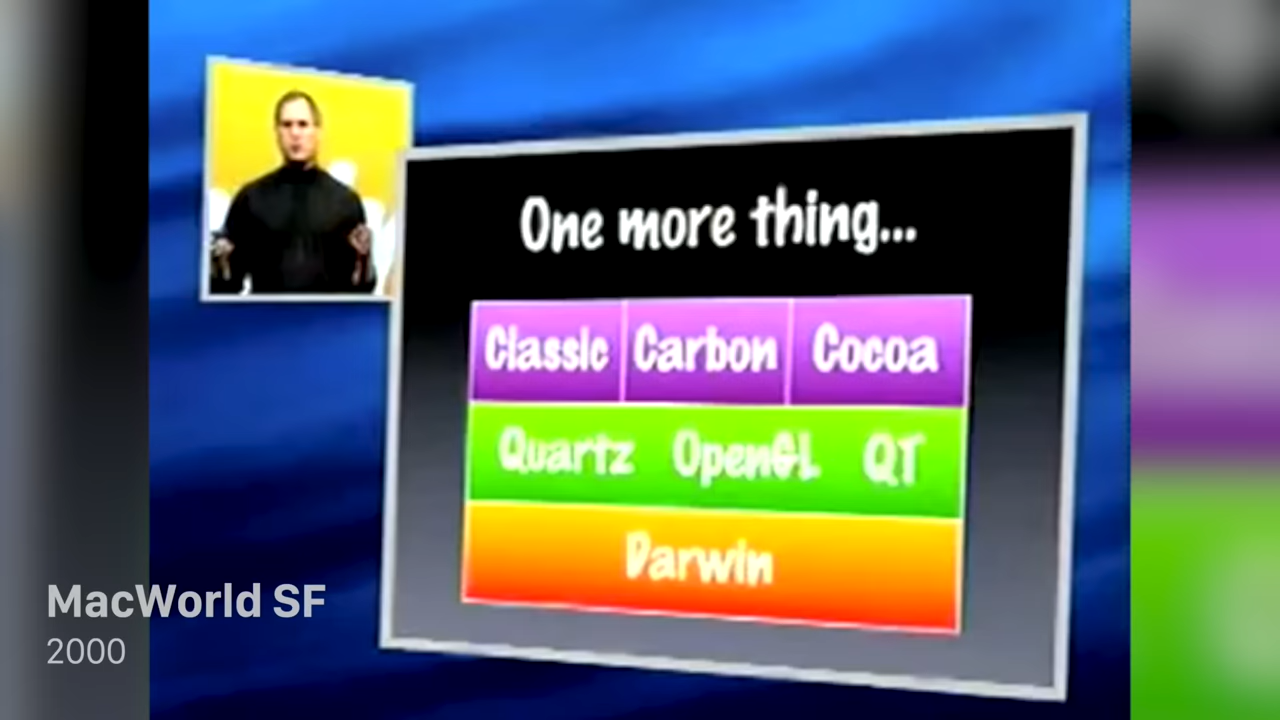 One more thing...
Classic Carbon Cocoa
Quartz OpenGL QT
Darwin
MacWorld SF
2000